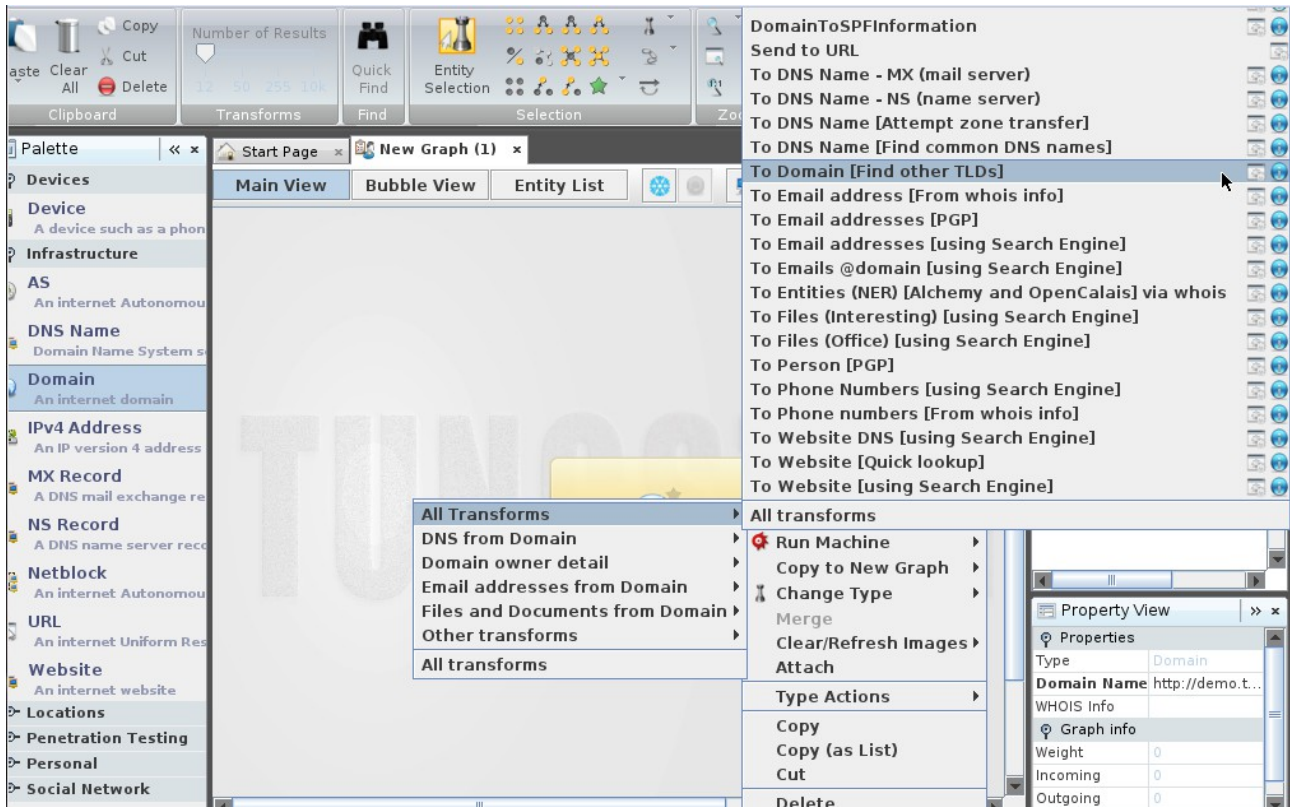 Copy
Cut
Delete
aste
Clear All
Clipboard
Number of Results
12 50 255 10k
Transforms
Quick Find
Find
Entity Selection
Selection
Zoo
Palette
Devices
Device
A device such as a phon
Infrastructure
AS
An internet Autonomou
DNS Name
Domain Name System s
Domain
An internet domain
IPv4 Address
An IP version 4 address
MX Record
A DNS mail exchange re
NS Record
A DNS name server reco
Netblock
An internet Autonomou
URL
An internet Uniform Res
Website
An internet website
Locations
Penetration Testing
Personal
Social Network
Start Page
New Graph (1)
Main View
Bubble View
Entity List
TUNGS
All Transforms
DNS from Domain
Domain owner detail
Email addresses from Domain
Files and Documents from Domain
Other transforms
All transforms
DomainToSPFInformation
Send to URL
To DNS Name - MX (mail server)
To DNS Name - NS (name server)
To DNS Name [Attempt zone transfer]
To DNS Name [Find common DNS names]
To Domain [Find other TLDs]
To Email address [From whois info]
To Email addresses [PGP]
To Email addresses [using Search Engine]
To Emails @domain [using Search Engine]
To Entities (NER) [Alchemy and OpenCalais] via whois
To Files (Interesting) [using Search Engine]
To Files (Office) [using Search Engine]
To Person [PGP]
To Phone Numbers [using Search Engine]
To Phone numbers [From whois info]
To Website DNS [using Search Engine]
To Website [Quick lookup]
To Website [using Search Engine]
All transforms
Run Machine
Copy to New Graph
Change Type
Merge
Clear/Refresh Images
Attach
Type Actions
Copy
Copy (as List)
Cut
Delete
Property View
Properties
Type Domain
Domain Name http://demo.t...
WHOIS Info
Graph info
Weight 0
Incoming 0
Outgoing 0